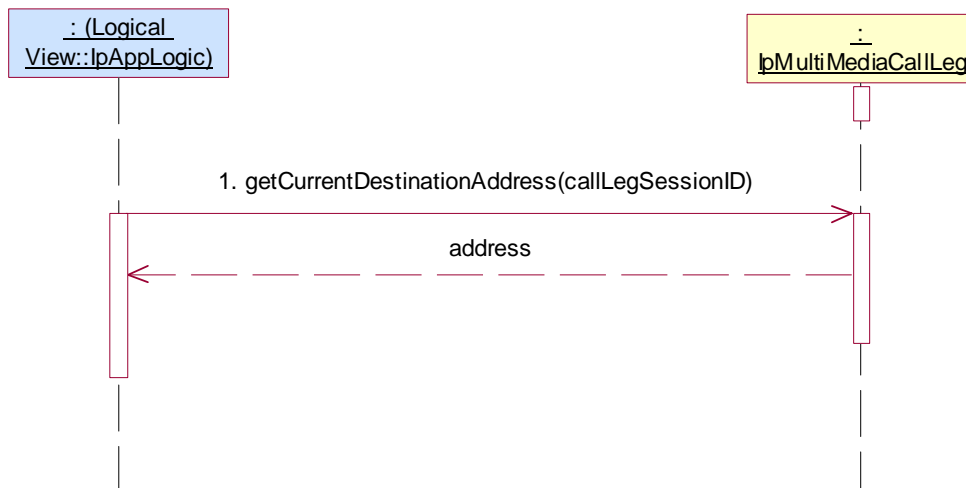 : (Logical
View::IpAppLogic)
:
IpMultiMediaCallLeg
1. getCurrentDestinationAddress(callLegSessionID)
address